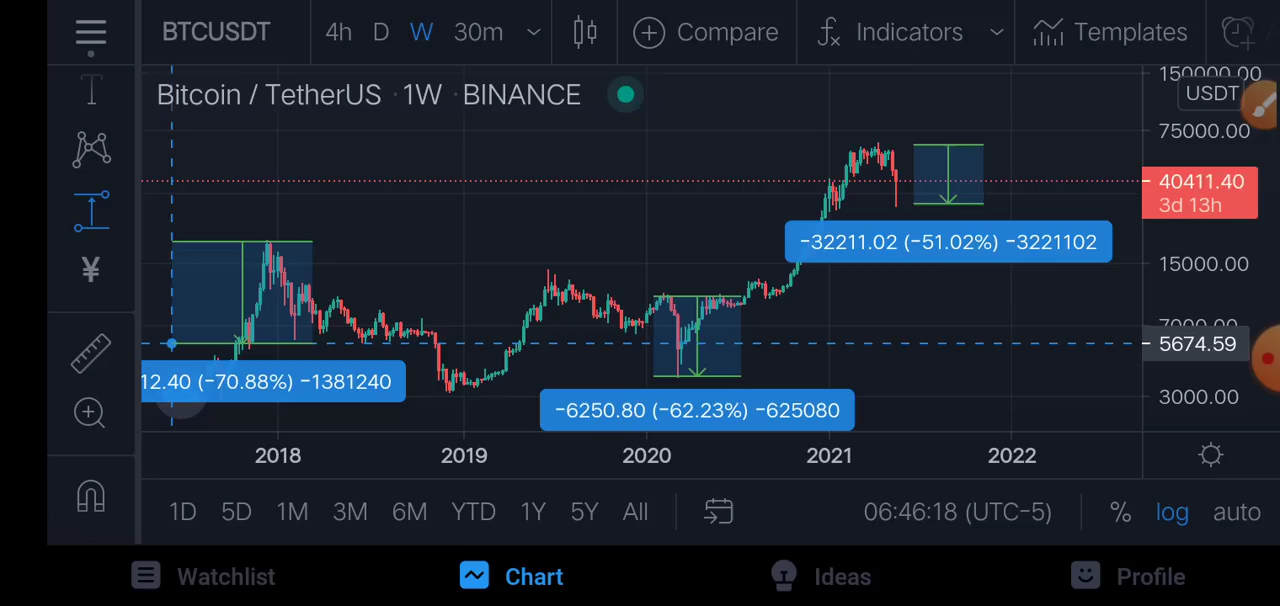 BTCUSDT 4h D W 30m Compare Indicators Templates
Bitcoin / TetherUS · 1W · BINANCE
150000.00
USDT
75000.00
40411.40
3d 13h
−32211.02 (−51.02%) −3221102
15000.00
7000.00
5674.59
12.40 (−70.88%) −1381240
−6250.80 (−62.23%) −625080
3000.00
2018 2019 2020 2021 2022
1D 5D 1M 3M 6M YTD 1Y 5Y All 06:46:18 (UTC-5) % log auto
Watchlist Chart Ideas Profile